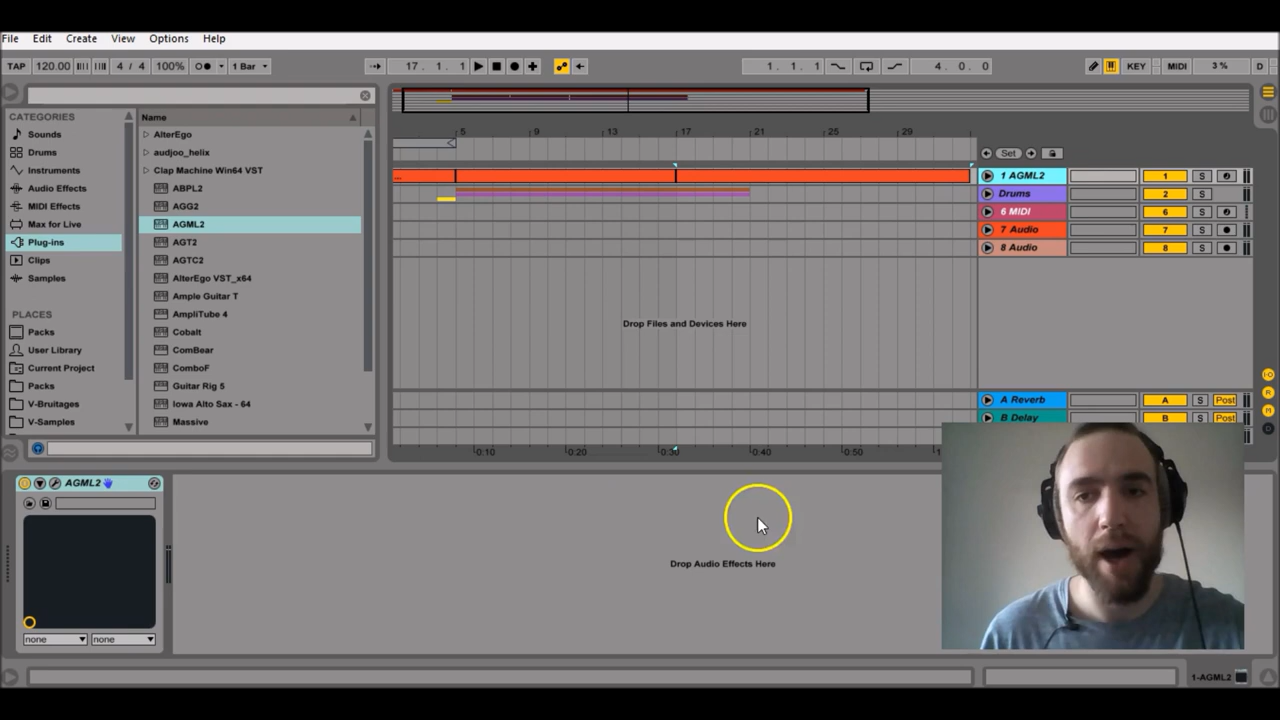 File Edit Create View Options Help
TAP 120.00 4 / 4 100% 1 Bar 17. 1. 1 1. 1. 1 4. 0. 0 KEY MIDI 3 % D
CATEGORIES
Sounds
Drums
Instruments
Audio Effects
MIDI Effects
Max for Live
Plug-ins
Clips
Samples
PLACES
Packs
User Library
Current Project
Packs
V-Bruitages
V-Samples
Name
AlterEgo
audjoo_helix
Clap Machine Win64 VST
ABPL2
AGG2
AGML2
AGT2
AGTC2
AlterEgo VST_x64
Ample Guitar T
AmpliTube 4
Cobalt
ComBear
ComboF
Guitar Rig 5
Iowa Alto Sax - 64
Massive
5 9 13 17 21 25 29
Set
...
1 AGML2 1 S
Drums 2 S
6 MIDI 6 S
7 Audio 7 S
8 Audio 8 S
Drop Files and Devices Here
A Reverb A S Post
B Delay B S Post
0:10 0:20 0:30 0:40 0:50
AGML2
none none
Drop Audio Effects Here
1-AGML2